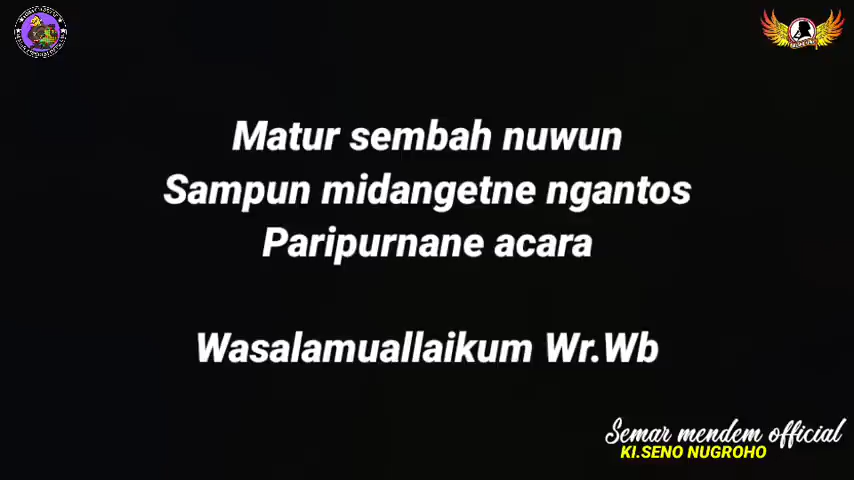 Matur sembah nuwun
Sampun midangetne ngantos
Paripurnane acara
Wasalamuallaikum Wr.Wb
Semar mendem official
KI.SENO NUGROHO